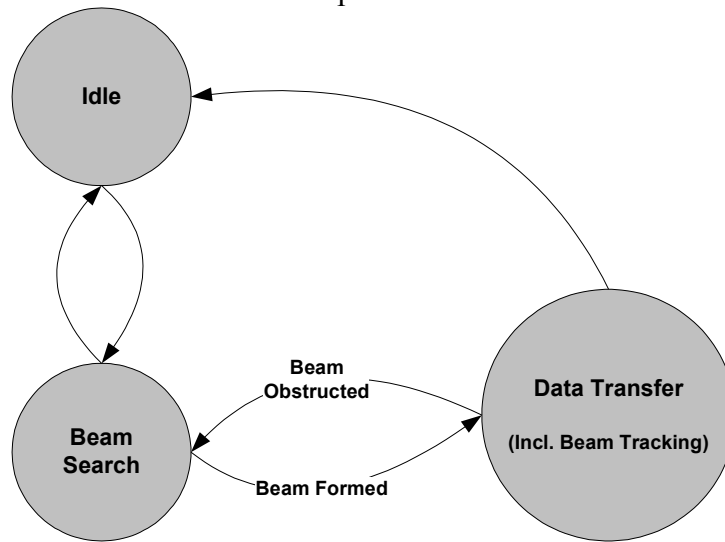 Idle
Beam
Obstructed
Data Transfer
(Incl. Beam Tracking)
Beam
Search
Beam Formed